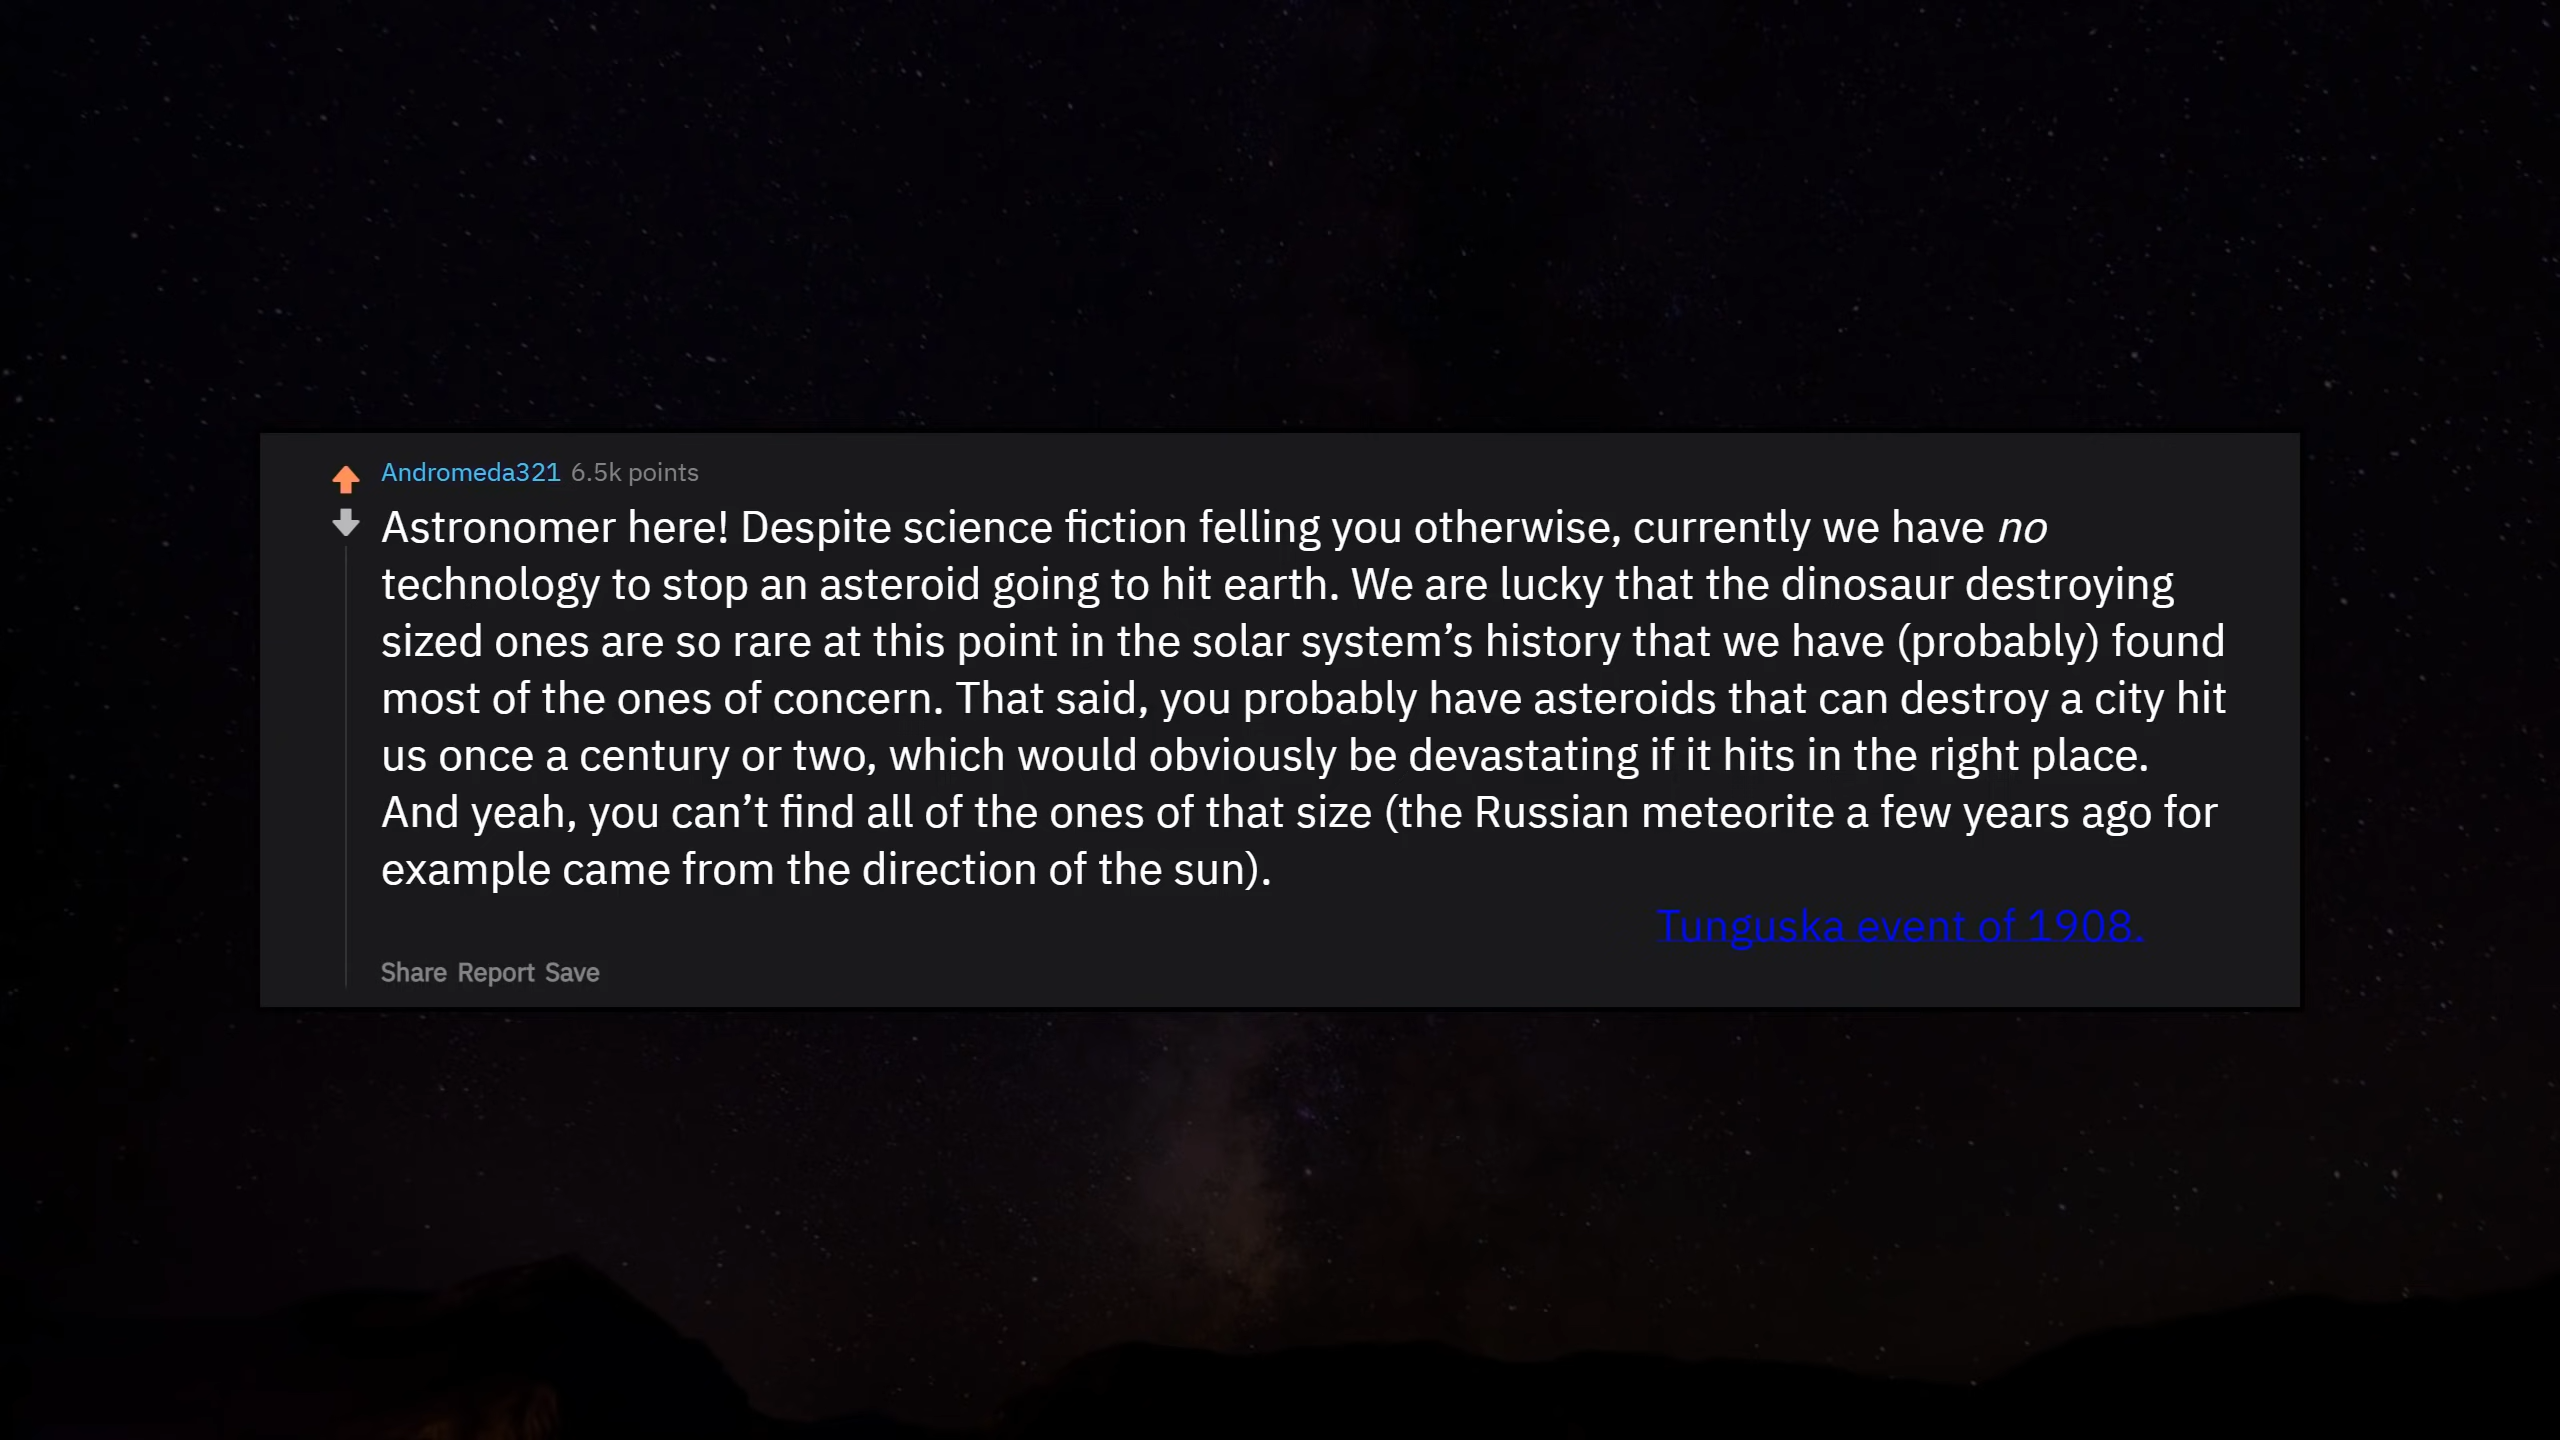 Andromeda321 6.5k points
Astronomer here! Despite science fiction felling you otherwise, currently we have no
technology to stop an asteroid going to hit earth. We are lucky that the dinosaur destroying
sized ones are so rare at this point in the solar system’s history that we have (probably) found
most of the ones of concern. That said, you probably have asteroids that can destroy a city hit
us once a century or two, which would obviously be devastating if it hits in the right place.
And yeah, you can’t find all of the ones of that size (the Russian meteorite a few years ago for
example came from the direction of the sun).
Tunguska event of 1908.
Share Report Save